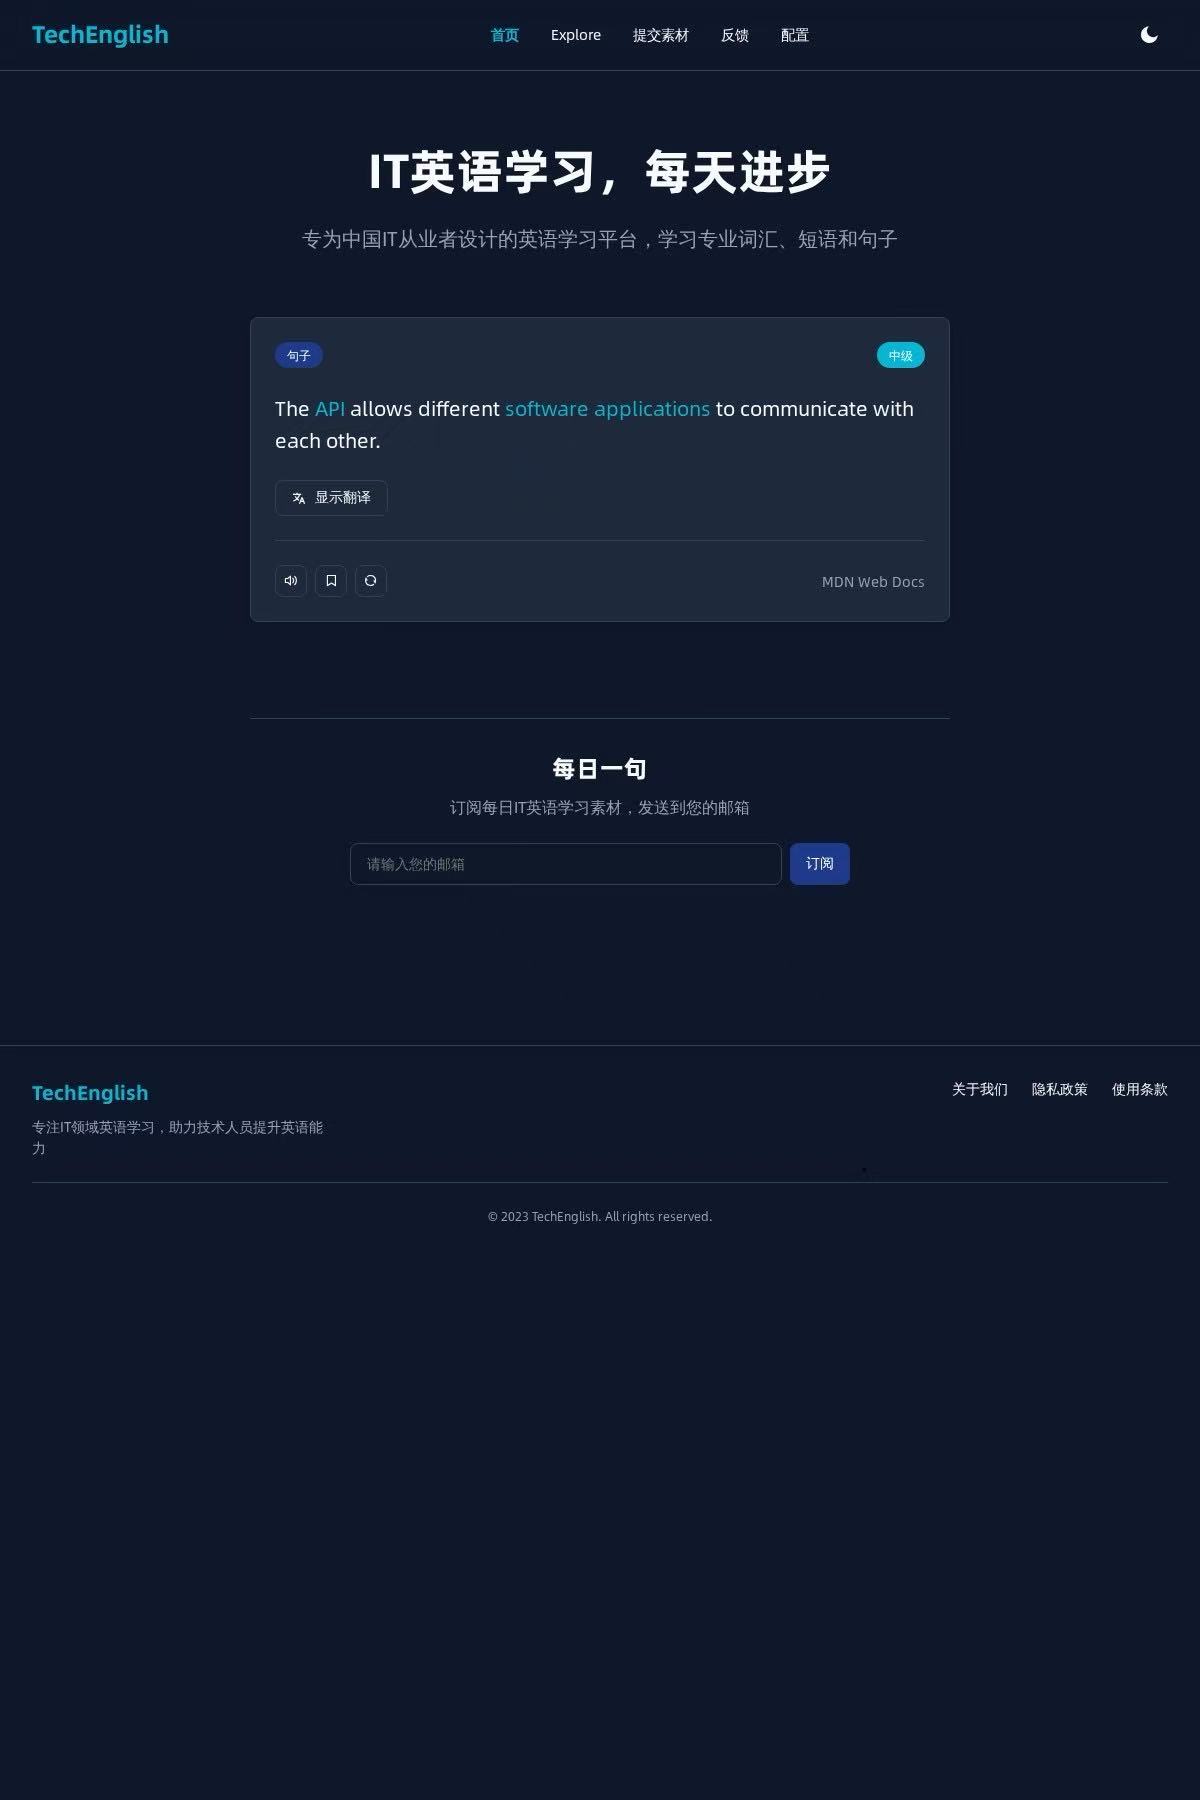 TechEnglish
首页 Explore 提交素材 反馈 配置
IT英语学习，每天进步
专为中国IT从业者设计的英语学习平台，学习专业词汇、短语和句子
句子 中级
The API allows different software applications to communicate with
each other.
显示翻译
MDN Web Docs
每日一句
订阅每日IT英语学习素材，发送到您的邮箱
请输入您的邮箱 订阅
TechEnglish
关于我们 隐私政策 使用条款
专注IT领域英语学习，助力技术人员提升英语能
力
© 2023 TechEnglish. All rights reserved.